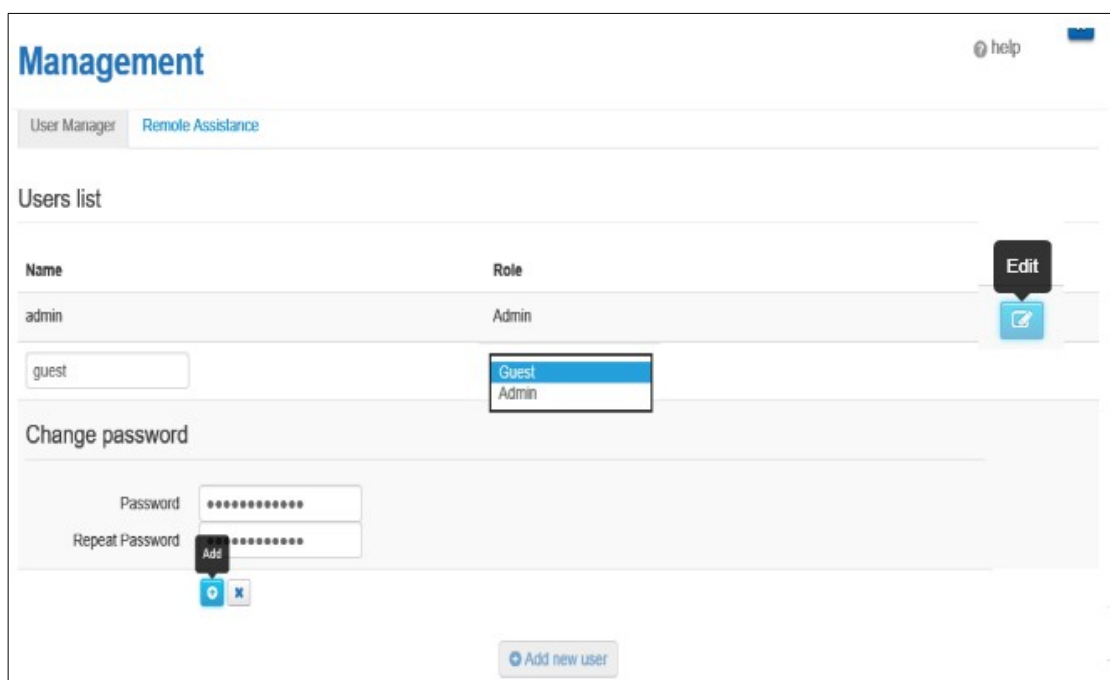 Management
help
User Manager Remote Assistance
Users list
Name Role
Edit
admin Admin
guest
Guest
Admin
Change password
Password ••••••••••••
Repeat Password ••••••••••••
Add
Add new user